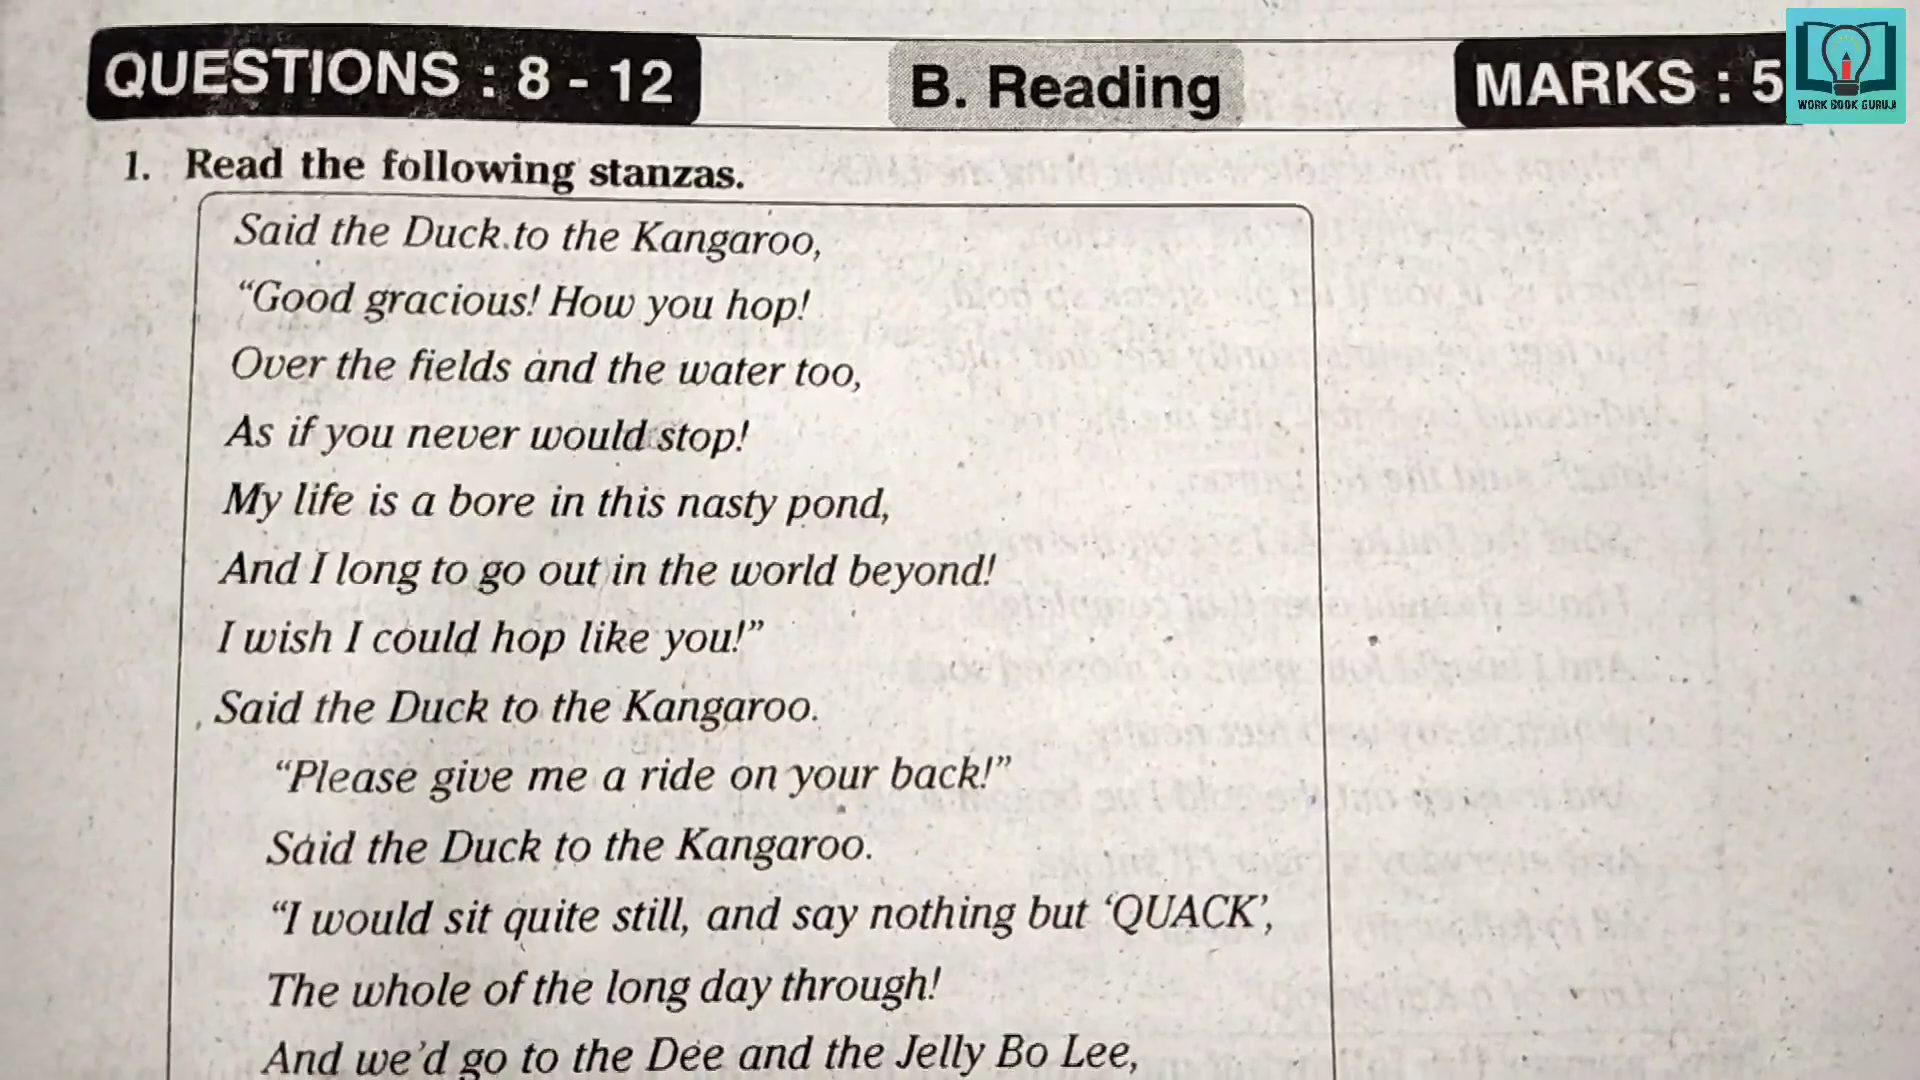 QUESTIONS : 8 - 12
B. Reading
MARKS : 5
WORK BOOK GURUJI
1. Read the following stanzas.
Said the Duck to the Kangaroo,
“Good gracious! How you hop!
Over the fields and the water too,
As if you never would stop!
My life is a bore in this nasty pond,
And I long to go out in the world beyond!
I wish I could hop like you!”
Said the Duck to the Kangaroo.
“Please give me a ride on your back!”
Said the Duck to the Kangaroo.
“I would sit quite still, and say nothing but ‘QUACK’,
The whole of the long day through!
And we’d go to the Dee and the Jelly Bo Lee,